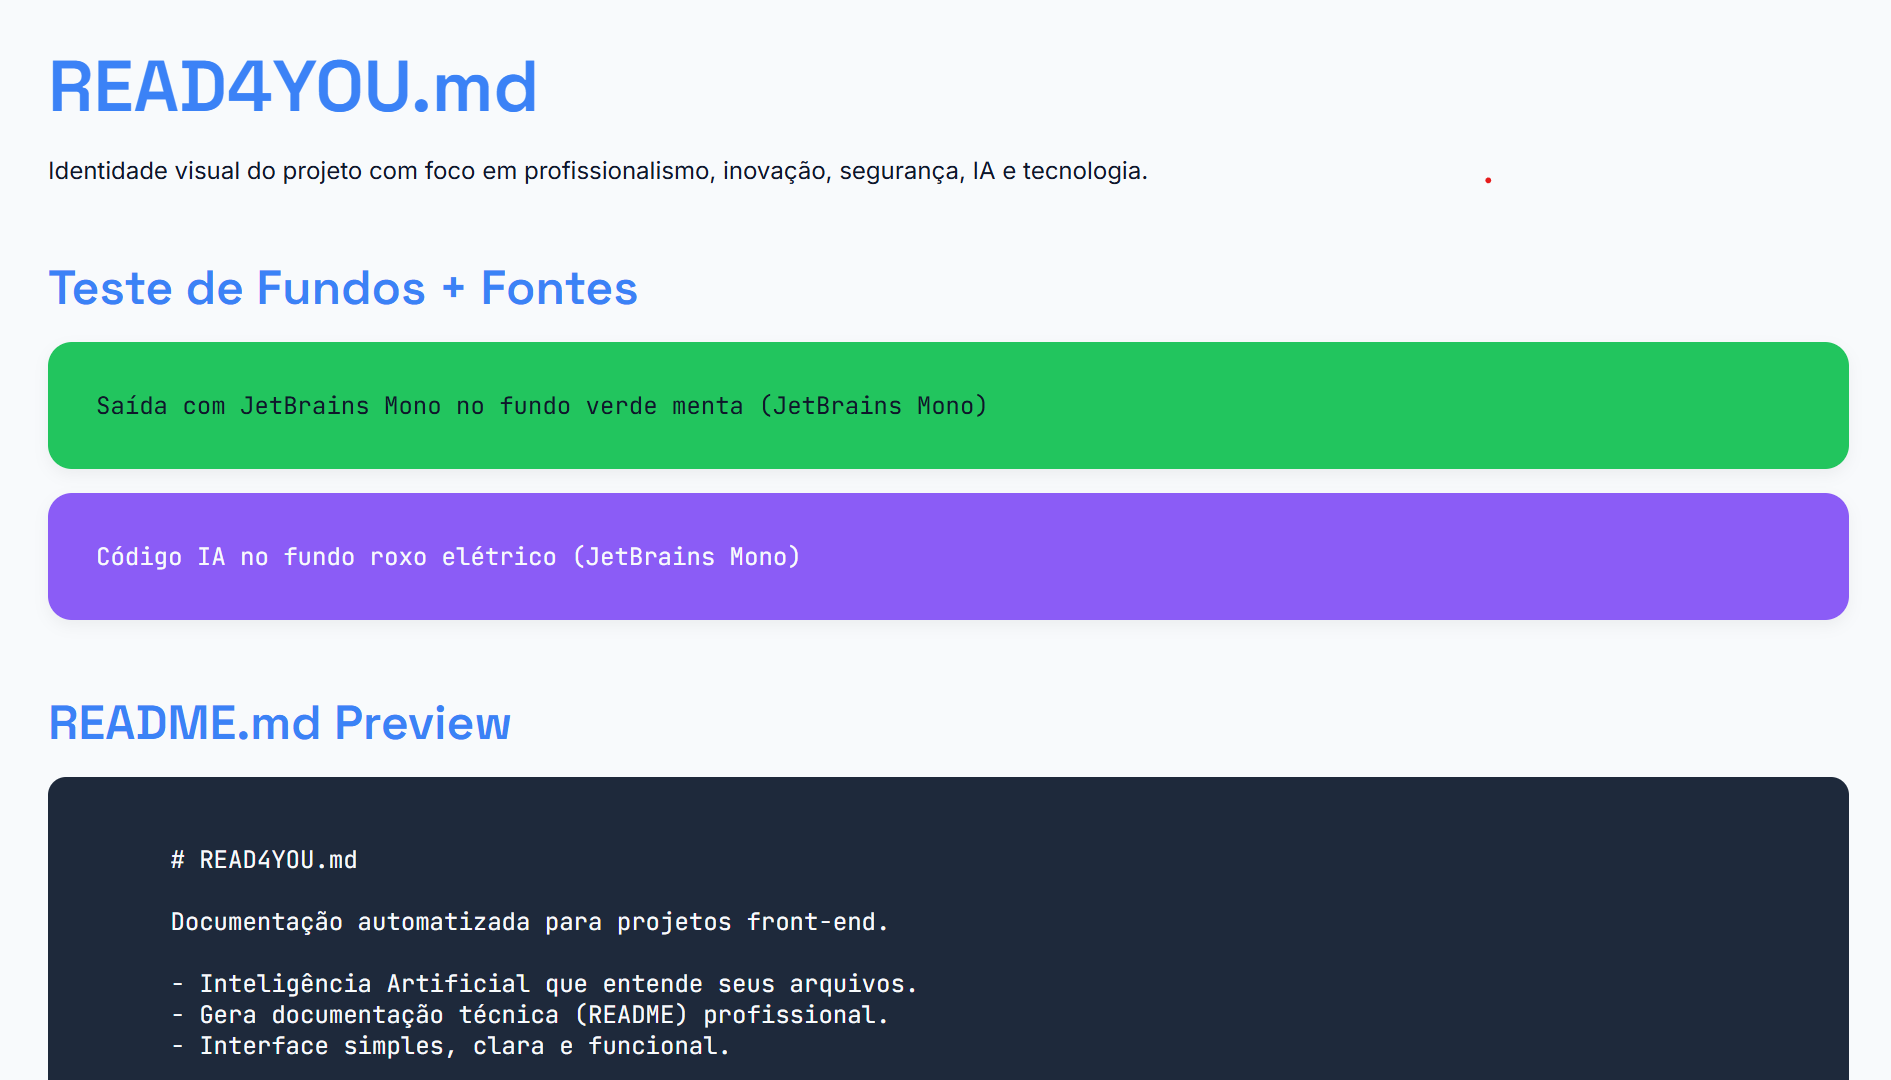 READ4YOU.md
Identidade visual do projeto com foco em profissionalismo, inovação, segurança, IA e tecnologia.
Teste de Fundos + Fontes
Saída com JetBrains Mono no fundo verde menta (JetBrains Mono)
Código IA no fundo roxo elétrico (JetBrains Mono)
README.md Preview
# READ4YOU.md
Documentação automatizada para projetos front-end.
- Inteligência Artificial que entende seus arquivos.
- Gera documentação técnica (README) profissional.
- Interface simples, clara e funcional.